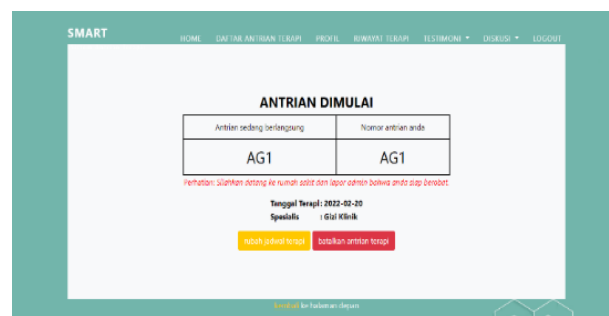 SMART
HOME DAFTAR ANTRIAN TERAPI PROFIL RIWAYAT TERAPI TESTIMONI DISKUSI LOGOUT
ANTRIAN DIMULAI
Antrian sedang berlangsung Nomor antrian anda
AG1 AG1
Perhatian: Silahkan datang ke rumah sakit dan lapor admin bahwa anda siap berobat.
Tanggal Terapi : 2022-02-20
Spesialis : Gizi Klinik
rubah jadwal terapi batalkan antrian terapi
kembali ke halaman depan